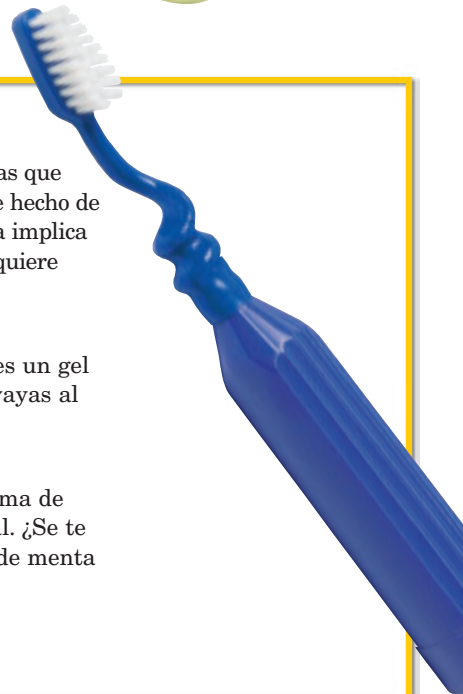 as que
e hecho de
a implica
quiere
es un gel
vayas al
ma de
l. ¿Se te
de menta